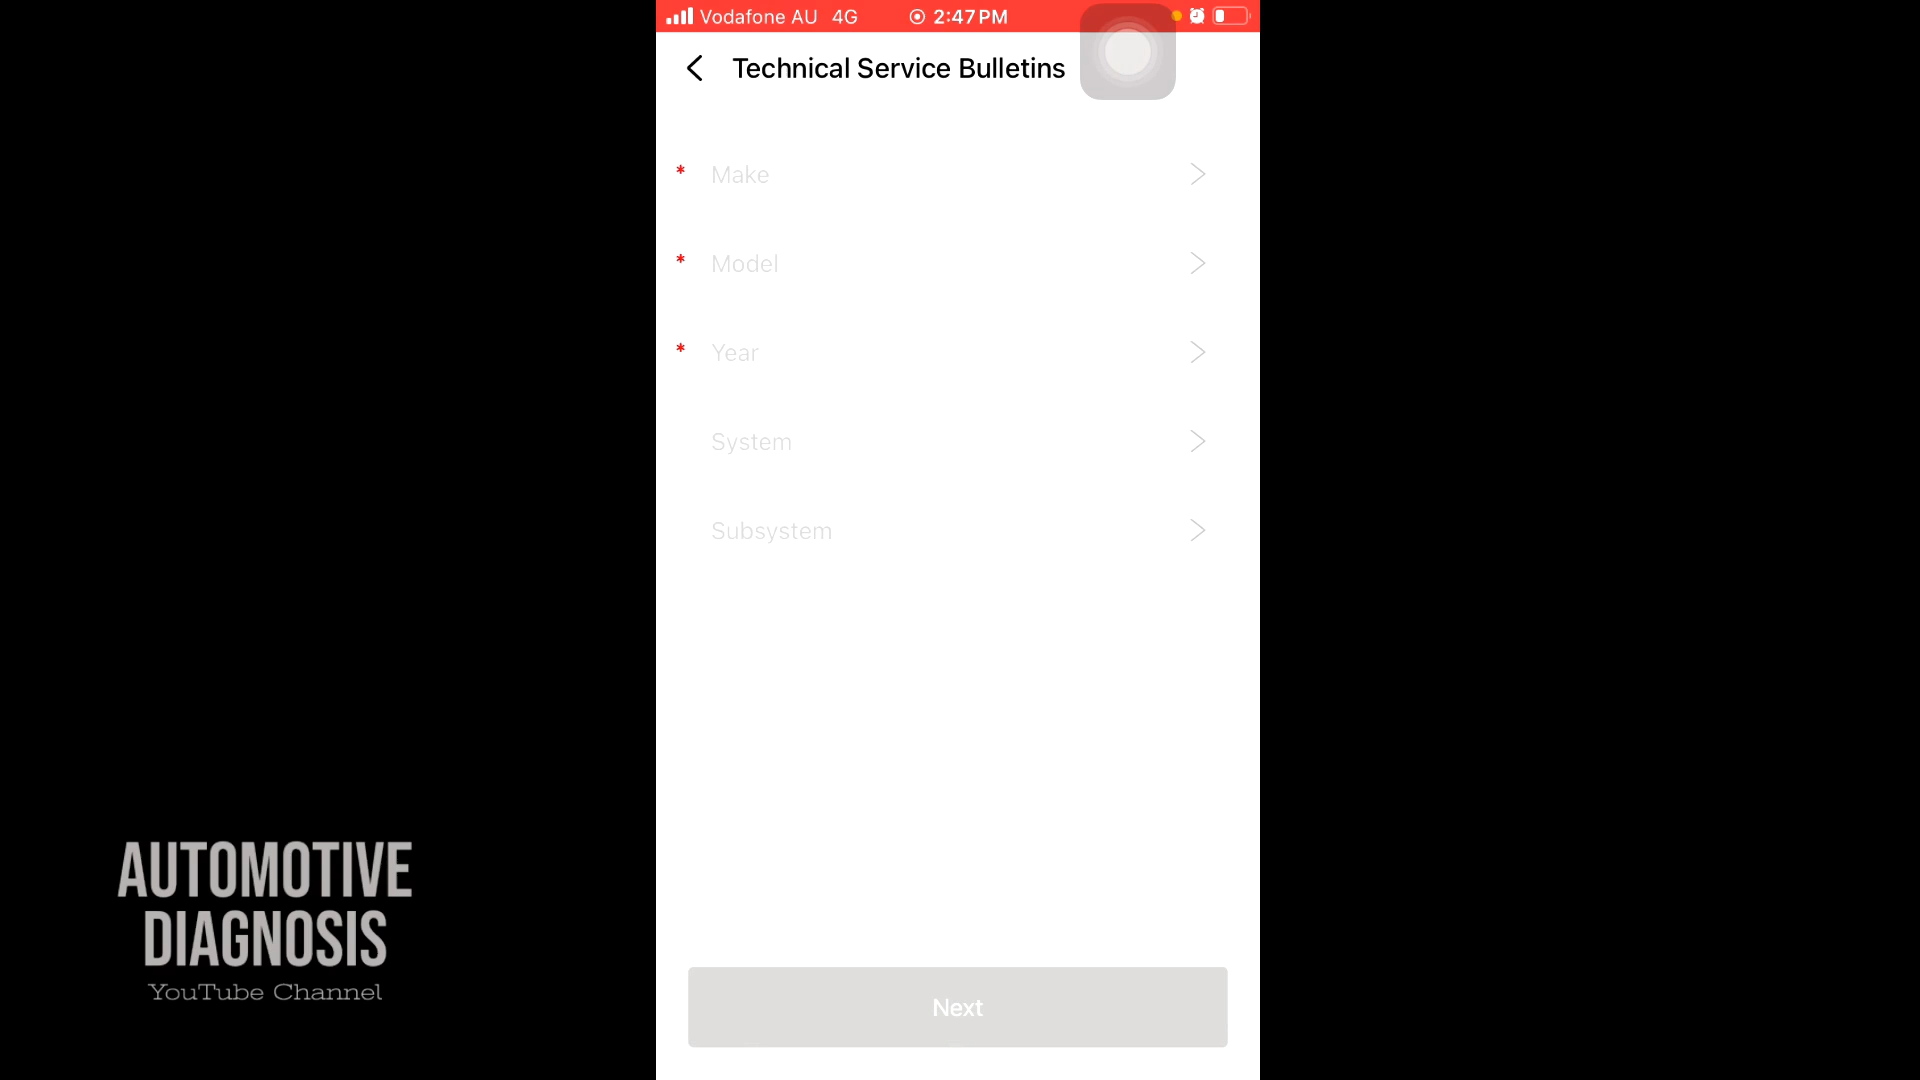 Vodafone AU 4G 2:47 PM
Technical Service Bulletins
* Make
* Model
* Year
System
Subsystem
Next
AUTOMOTIVE
DIAGNOSIS
YouTube Channel